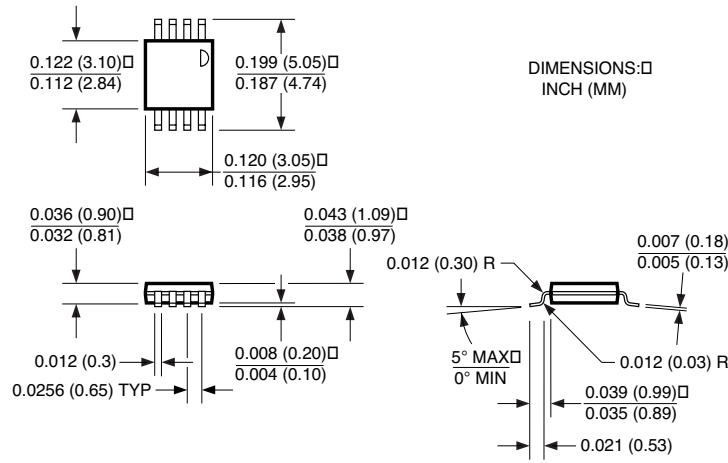 0.122 (3.10)□
0.112 (2.84)
0.199 (5.05)□
0.187 (4.74)
DIMENSIONS:□
INCH (MM)
0.120 (3.05)□
0.116 (2.95)
0.036 (0.90)□
0.032 (0.81)
0.043 (1.09)□
0.038 (0.97)
0.007 (0.18)
0.005 (0.13)
0.012 (0.30) R
0.012 (0.3)
0.008 (0.20)□
0.004 (0.10)
5° MAX□
0° MIN
0.012 (0.03) R
0.0256 (0.65) TYP
0.039 (0.99)□
0.035 (0.89)
0.021 (0.53)